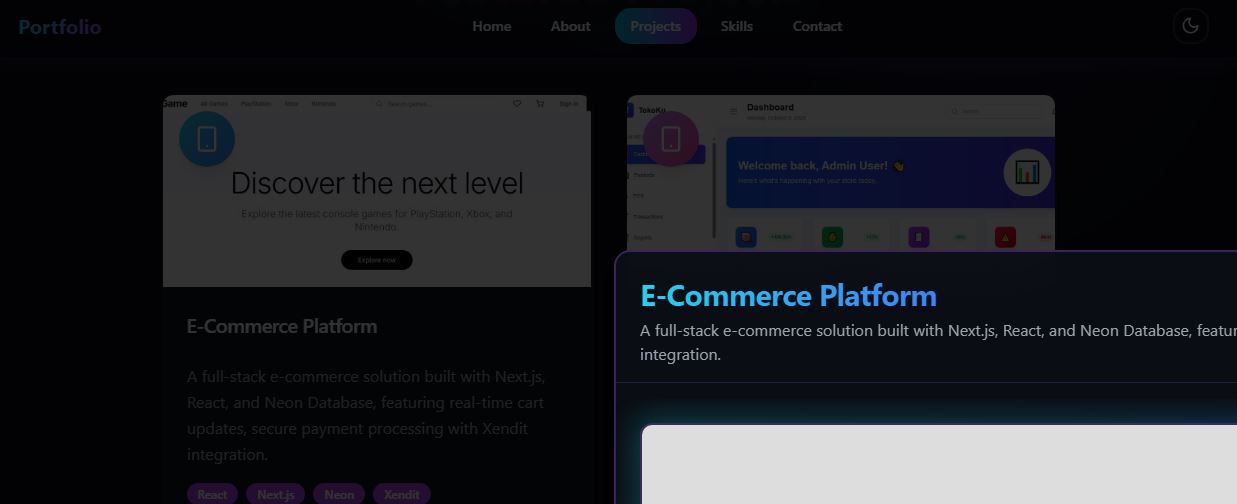 Portfolio
Home
About
Projects
Skills
Contact
Game
All Games
PlayStation
Xbox
Nintendo
Search games...
Sign in
Discover the next level
Explore the latest console games for PlayStation, Xbox, and
Nintendo.
Explore now
TokoKu
Dashboard
Search
Welcome back, Admin User! 👋
Here's what's happening with your store today.
Products
Transactions
E-Commerce Platform
A full-stack e-commerce solution built with Next.js,
React, and Neon Database, featuring real-time cart
updates, secure payment processing with Xendit
integration.
React
Next.js
Neon
Xendit
E-Commerce Platform
A full-stack e-commerce solution built with Next.js, React, and Neon Database, featur
integration.